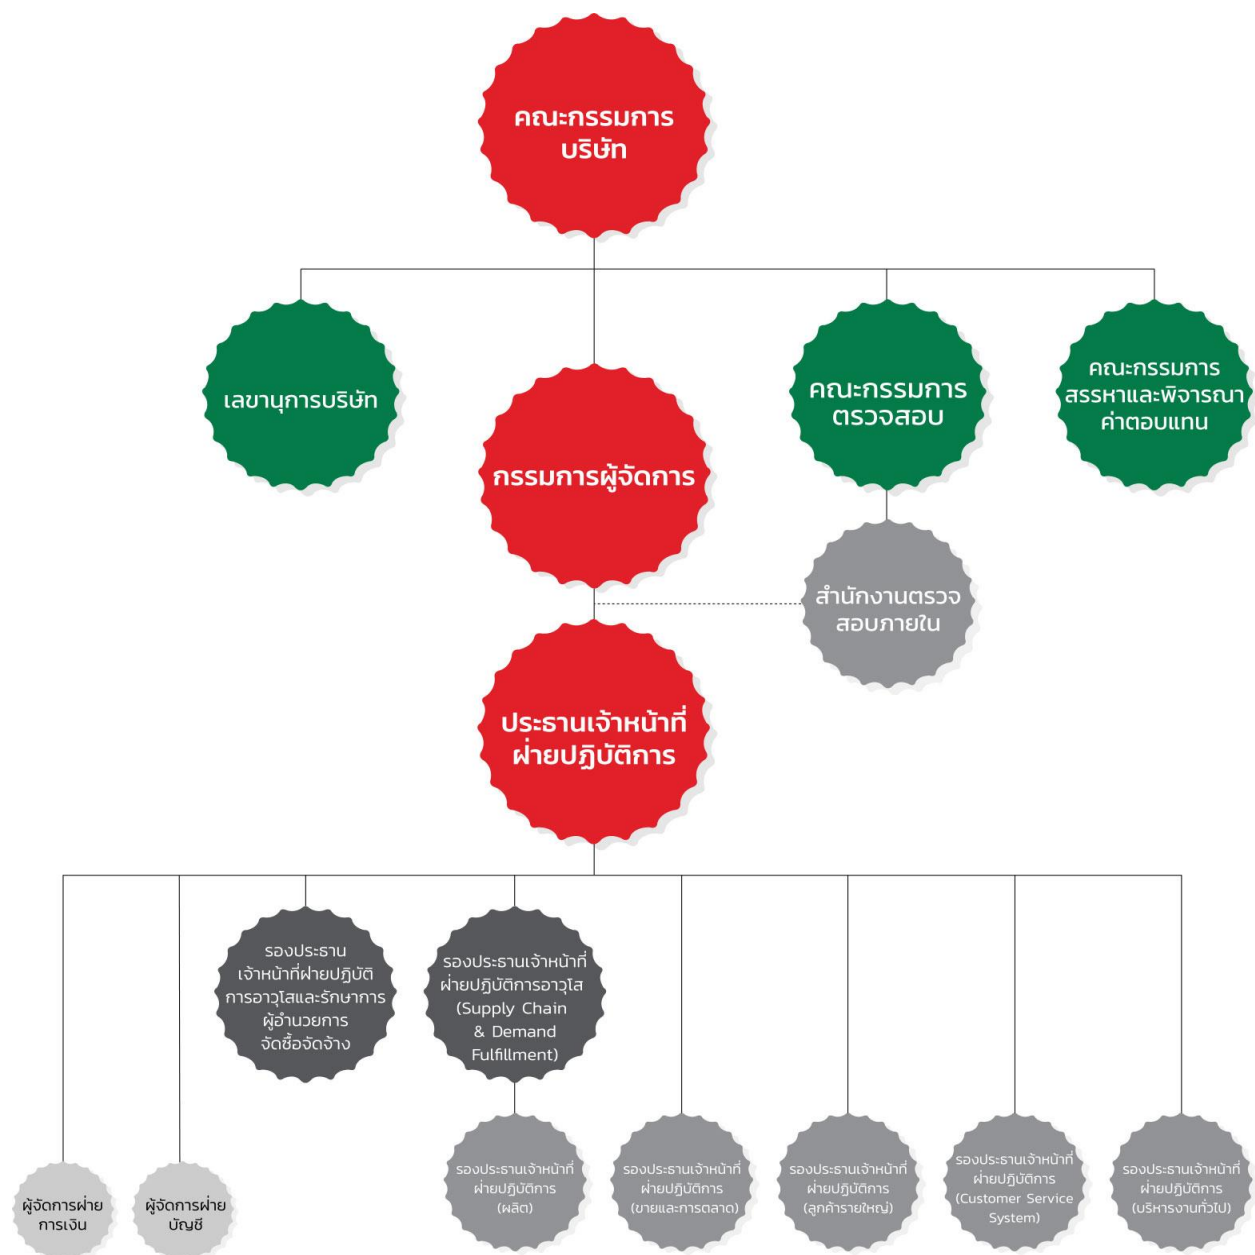 คณะกรรมการ
บริษัท
เลขานุการบริษัท
กรรมการผู้จัดการ
คณะกรรมการ
ตรวจสอบ
คณะกรรมการ
สรรหาและพิจารณา
ค่าตอบแทน
สำนักงานตรวจ
สอบภายใน
ประธานเจ้าหน้าที่
ฝ่ายปฏิบัติการ
รองประธาน
เจ้าหน้าที่ฝ่ายปฏิบัติ
การอาวุโสและรักษาการ
ผู้อำนวยการ
จัดซื้อจัดจ้าง
รองประธานเจ้าหน้าที่
ฝ่ายปฏิบัติการอาวุโส
(Supply Chain
& Demand
Fulfillment)
ผู้จัดการฝ่าย
การเงิน
ผู้จัดการฝ่าย
บัญชี
รองประธานเจ้าหน้าที่
ฝ่ายปฏิบัติการ
(ผลิต)
รองประธานเจ้าหน้าที่
ฝ่ายปฏิบัติการ
(ขายและการตลาด)
รองประธานเจ้าหน้าที่
ฝ่ายปฏิบัติการ
(ลูกค้ารายใหญ่)
รองประธานเจ้าหน้าที่
ฝ่ายปฏิบัติการ
(Customer Service
System)
รองประธานเจ้าหน้าที่
ฝ่ายปฏิบัติการ
(บริหารงานทั่วไป)